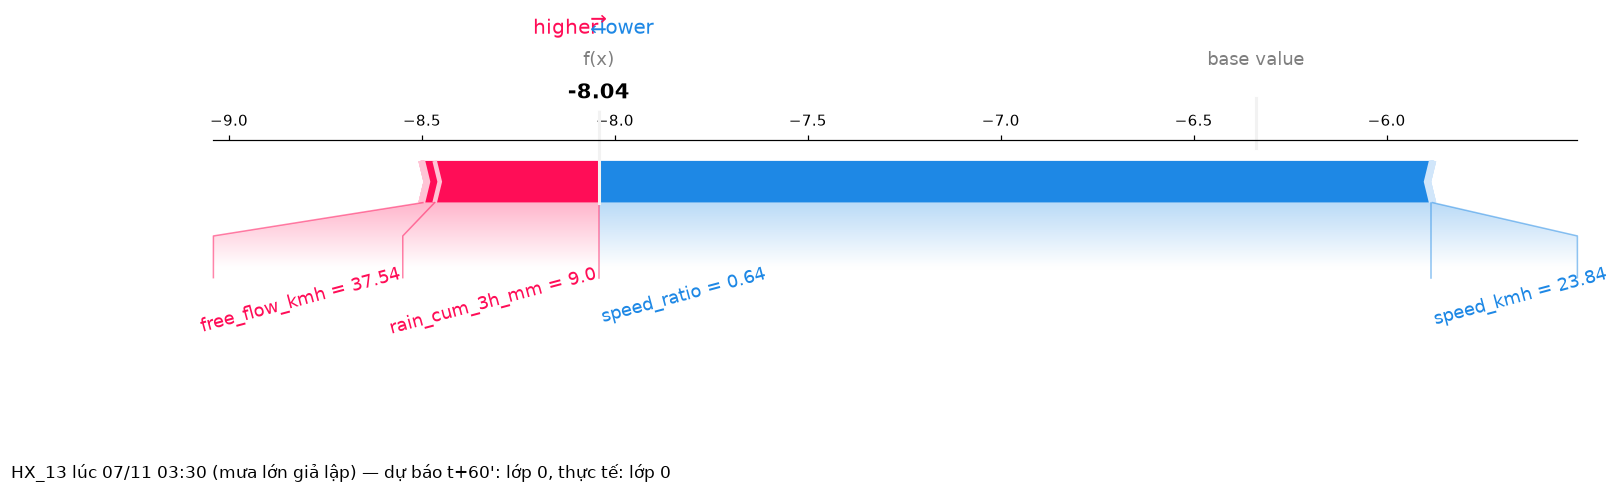 higher⇄lower
f(x)
base value
-8.04
−9.0 −8.5 −8.0 −7.5 −7.0 −6.5 −6.0
free_flow_kmh = 37.54
rain_cum_3h_mm = 9.0
speed_ratio = 0.64
speed_kmh = 23.84
HX_13 lúc 07/11 03:30 (mưa lớn giả lập) — dự báo t+60': lớp 0, thực tế: lớp 0